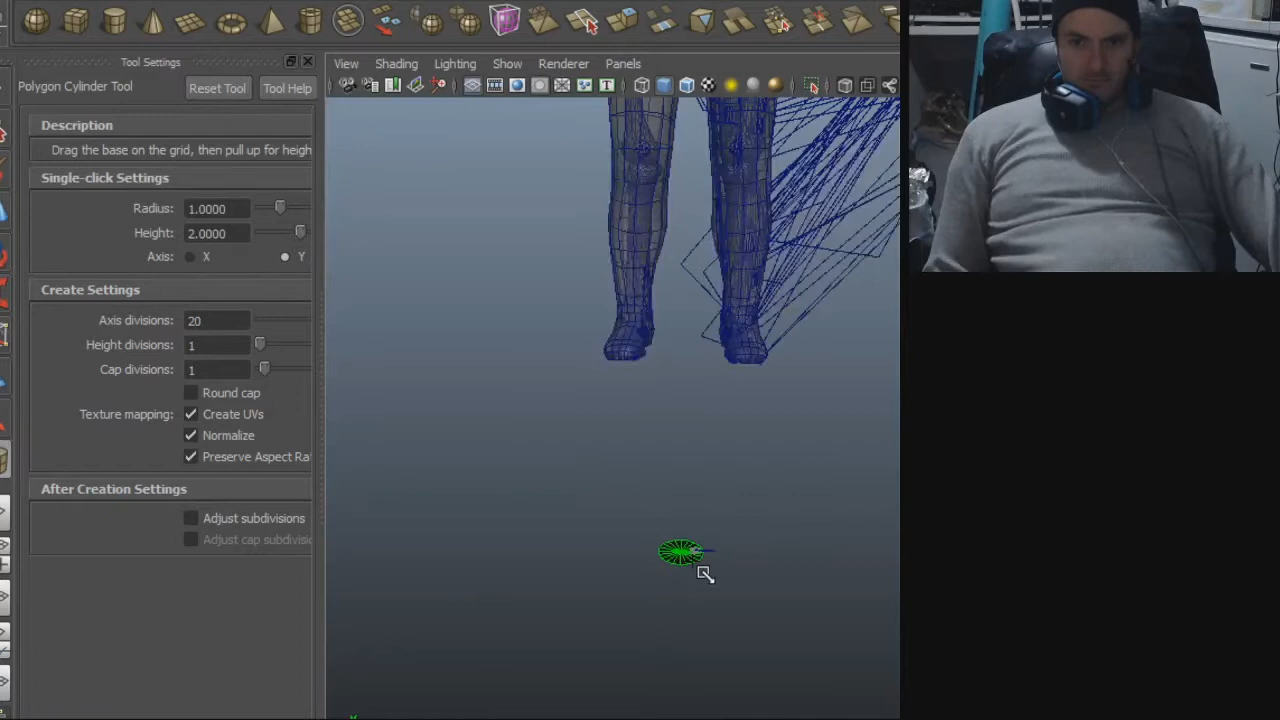 Tool Settings
View Shading Lighting Show Renderer Panels
Polygon Cylinder Tool Reset Tool Tool Help
Description
Drag the base on the grid, then pull up for heigh
Single-click Settings
Radius: 1.0000
Height: 2.0000
Axis: X Y
Create Settings
Axis divisions: 20
Height divisions: 1
Cap divisions: 1
Round cap
Texture mapping: Create UVs
Normalize
Preserve Aspect Ra
After Creation Settings
Adjust subdivisions
Adjust cap subdivisi